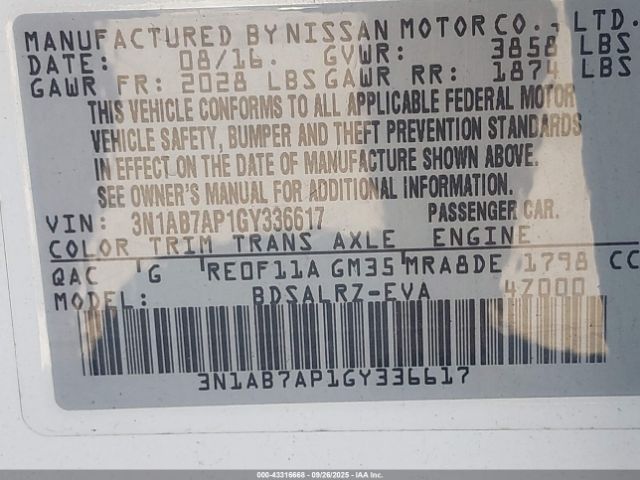 MANUFACTURED BY NISSAN MOTOR CO., LTD.
DATE: 08/16. GVWR: 3858 LBS
GAWR FR: 2028 LBS GAWR RR: 1874 LBS
THIS VEHICLE CONFORMS TO ALL APPLICABLE FEDERAL MOTOR
VEHICLE SAFETY, BUMPER AND THEFT PREVENTION STANDARDS
IN EFFECT ON THE DATE OF MANUFACTURE SHOWN ABOVE.
SEE OWNER'S MANUAL FOR ADDITIONAL INFORMATION.
VIN: 3N1AB7AP1GY336617 PASSENGER CAR.
COLOR TRIM TRANS AXLE ENGINE
QAC G RE0F11A GM35 MRA8DE 1798 CC
MODEL: BDSALRZ-EVA 4Z000
3N1AB7AP1GY336617
000-43316668 - 09/26/2025 - IAA Inc.